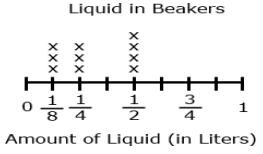 Liquid in Beakers
x
x x x
x x x
x x x
0 1/8 1/4 1/2 3/4 1
Amount of Liquid (in Liters)